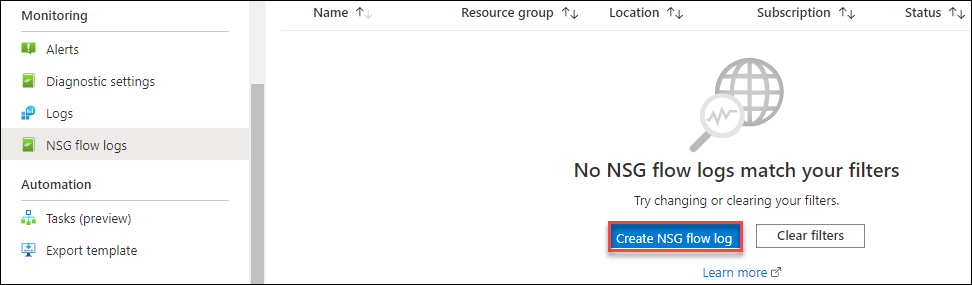 Monitoring
Alerts
Diagnostic settings
Logs
NSG flow logs
Automation
Tasks (preview)
Export template
Name Resource group Location Subscription Status
No NSG flow logs match your filters
Try changing or clearing your filters.
Create NSG flow log Clear filters
Learn more